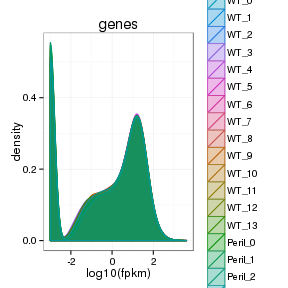 genes
density
0.4
0.2
0.0
-2
0
2
log10(fpkm)
WT_0
WT_1
WT_2
WT_3
WT_4
WT_5
WT_6
WT_7
WT_8
WT_9
WT_10
WT_11
WT_12
WT_13
Peril_0
Peril_1
Peril_2